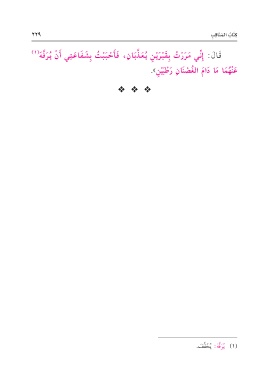 كتاب المناقب ٢٢٩
قَالَ: إِنِّي مَرَرْتُ بِقَبْرَيْنِ يُعَذَّبَانِ، فَأَحْبَبْتُ بِشَفَاعَتِي أَنْ يُرَفَّهَ(١)
عَنْهُمَا مَا دَامَ الغُصْنَانِ رَطْبَيْنِ».
(١) يُرَفَّهَ: يُخَفَّفَ.